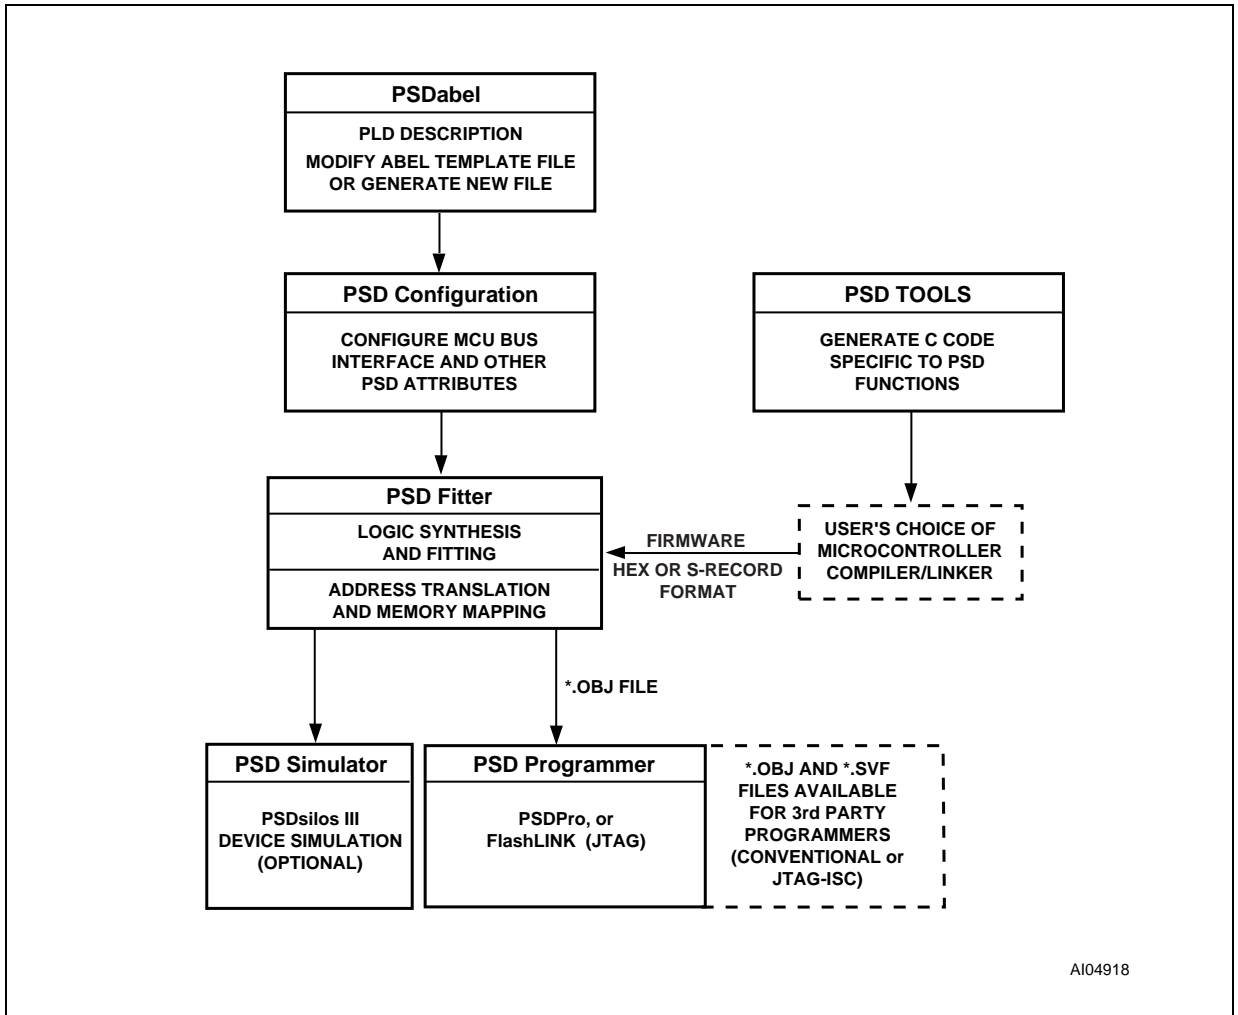 PSDabel
PLD DESCRIPTION
MODIFY ABEL TEMPLATE FILE
OR GENERATE NEW FILE
PSD Configuration
CONFIGURE MCU BUS
INTERFACE AND OTHER
PSD ATTRIBUTES
PSD TOOLS
GENERATE C CODE
SPECIFIC TO PSD
FUNCTIONS
PSD Fitter
LOGIC SYNTHESIS
AND FITTING
ADDRESS TRANSLATION
AND MEMORY MAPPING
FIRMWARE
HEX OR S-RECORD
FORMAT
USER'S CHOICE OF
MICROCONTROLLER
COMPILER/LINKER
*.OBJ FILE
PSD Simulator
PSDsilos III
DEVICE SIMULATION
(OPTIONAL)
PSD Programmer
PSDPro, or
FlashLINK (JTAG)
*.OBJ AND *.SVF
FILES AVAILABLE
FOR 3rd PARTY
PROGRAMMERS
(CONVENTIONAL or
JTAG-ISC)
AI04918